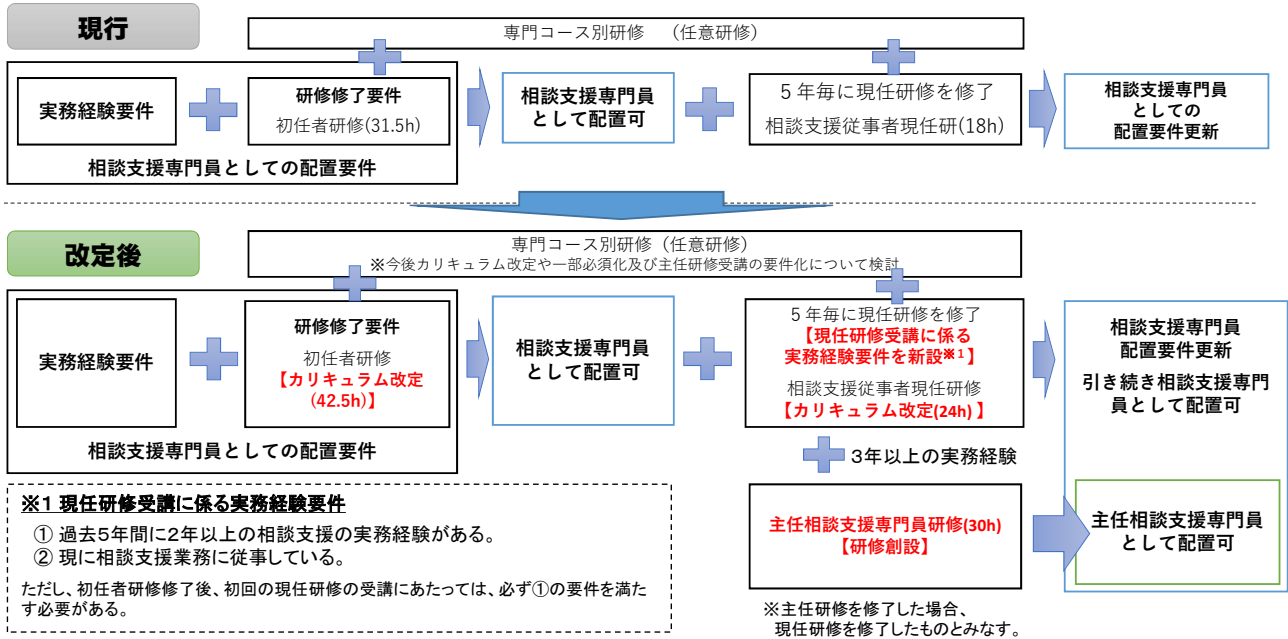 現行
専門コース別研修 （任意研修）
実務経験要件
研修修了要件
初任者研修(31.5h)
相談支援専門員としての配置要件
相談支援専門員
として配置可
５年毎に現任研修を修了
相談支援従事者現任研(18h)
相談支援専門員
としての
配置要件更新
改定後
専門コース別研修（任意研修）
※今後カリキュラム改定や一部必須化及び主任研修受講の要件化について検討
実務経験要件
研修修了要件
初任者研修
【カリキュラム改定
(42.5h)】
相談支援専門員としての配置要件
相談支援専門員
として配置可
５年毎に現任研修を修了
【現任研修受講に係る
実務経験要件を新設※１】
相談支援従事者現任研修
【カリキュラム改定(24h)】
相談支援専門員
配置要件更新
引き続き相談支援専門
員として配置可
３年以上の実務経験
主任相談支援専門員研修(30h)
【研修創設】
主任相談支援専門員
として配置可
※主任研修を修了した場合、
現任研修を修了したものとみなす。
※１ 現任研修受講に係る実務経験要件
① 過去５年間に２年以上の相談支援の実務経験がある。
② 現に相談支援業務に従事している。
ただし、初任者研修修了後、初回の現任研修の受講にあたっては、必ず①の要件を満た
す必要がある。